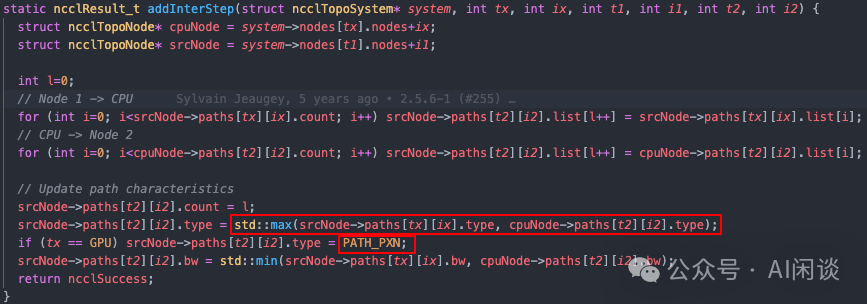 static ncclResult_t addInterStep(struct ncclTopoSystem* system, int tx, int ix, int t1, int i1, int t2, int i2) {
  struct ncclTopoNode* cpuNode = system->nodes[tx].nodes+ix;
  struct ncclTopoNode* srcNode = system->nodes[t1].nodes+i1;

  int l=0;
  // Node 1 -> CPU     Sylvain Jeaugey, 5 years ago • 2.5.6-1 (#255) …
  for (int i=0; i<srcNode->paths[tx][ix].count; i++) srcNode->paths[t2][i2].list[l++] = srcNode->paths[tx][ix].list[i];
  // CPU -> Node 2
  for (int i=0; i<cpuNode->paths[t2][i2].count; i++) srcNode->paths[t2][i2].list[l++] = cpuNode->paths[t2][i2].list[i];

  // Update path characteristics
  srcNode->paths[t2][i2].count = l;
  srcNode->paths[t2][i2].type = std::max(srcNode->paths[tx][ix].type, cpuNode->paths[t2][i2].type);
  if (tx == GPU) srcNode->paths[t2][i2].type = PATH_PXN;
  srcNode->paths[t2][i2].bw = std::min(srcNode->paths[tx][ix].bw, cpuNode->paths[t2][i2].bw);
  return ncclSuccess;
}
公众号 · AI闲谈